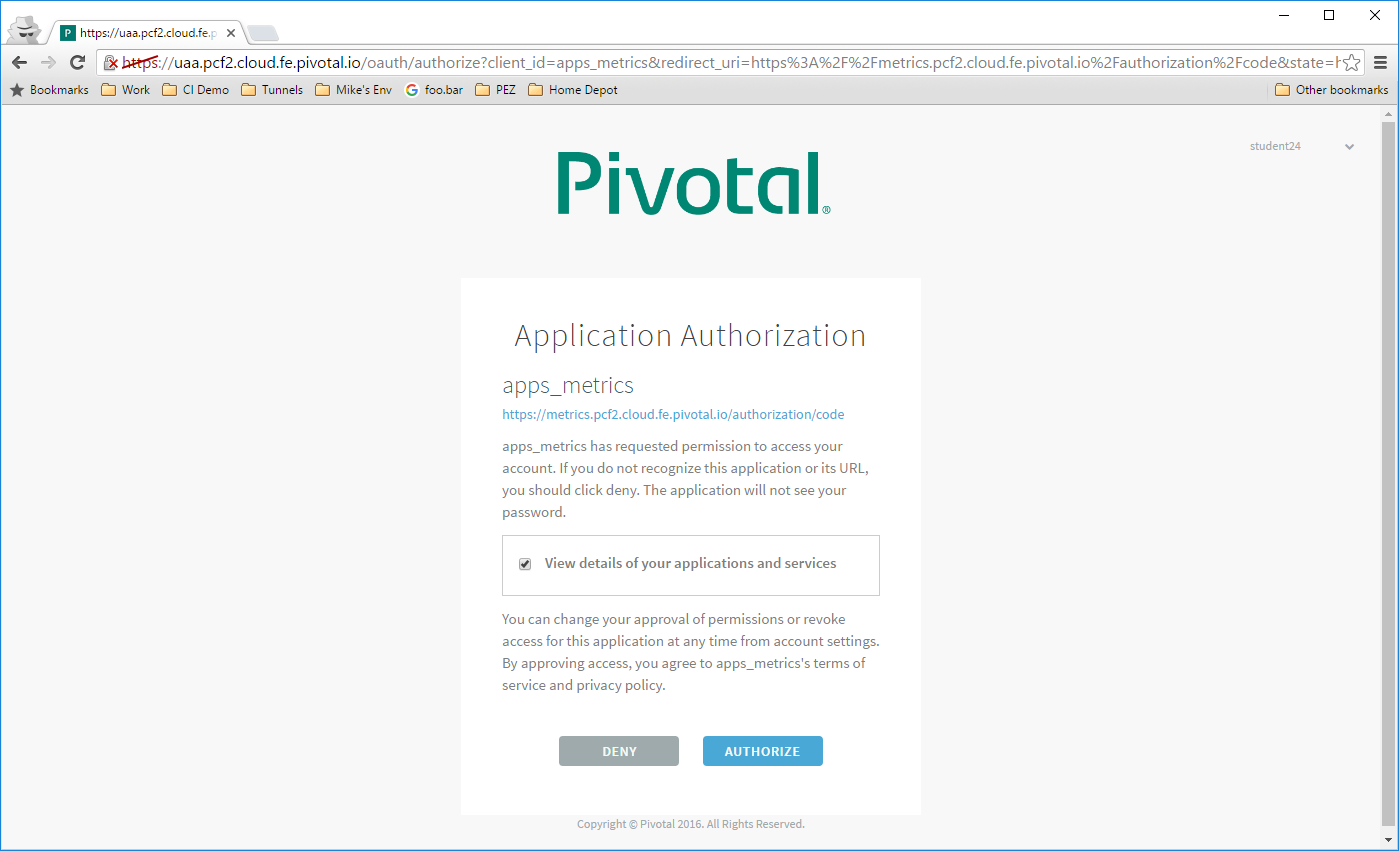 https://uaa.pcf2.cloud.fe.p
https://uaa.pcf2.cloud.fe.pivotal.io/oauth/authorize?client_id=apps_metrics&redirect_uri=https%3A%2F%2Fmetrics.pcf2.cloud.fe.pivotal.io%2Fauthorization%2Fcode&state=h
Bookmarks Work CI Demo Tunnels Mike's Env foo.bar PEZ Home Depot Other bookmarks
student24
Pivotal®
Application Authorization
apps_metrics
https://metrics.pcf2.cloud.fe.pivotal.io/authorization/code
apps_metrics has requested permission to access your
account. If you do not recognize this application or its URL,
you should click deny. The application will not see your
password.
View details of your applications and services
You can change your approval of permissions or revoke
access for this application at any time from account settings.
By approving access, you agree to apps_metrics's terms of
service and privacy policy.
DENY AUTHORIZE
Copyright © Pivotal 2016. All Rights Reserved.